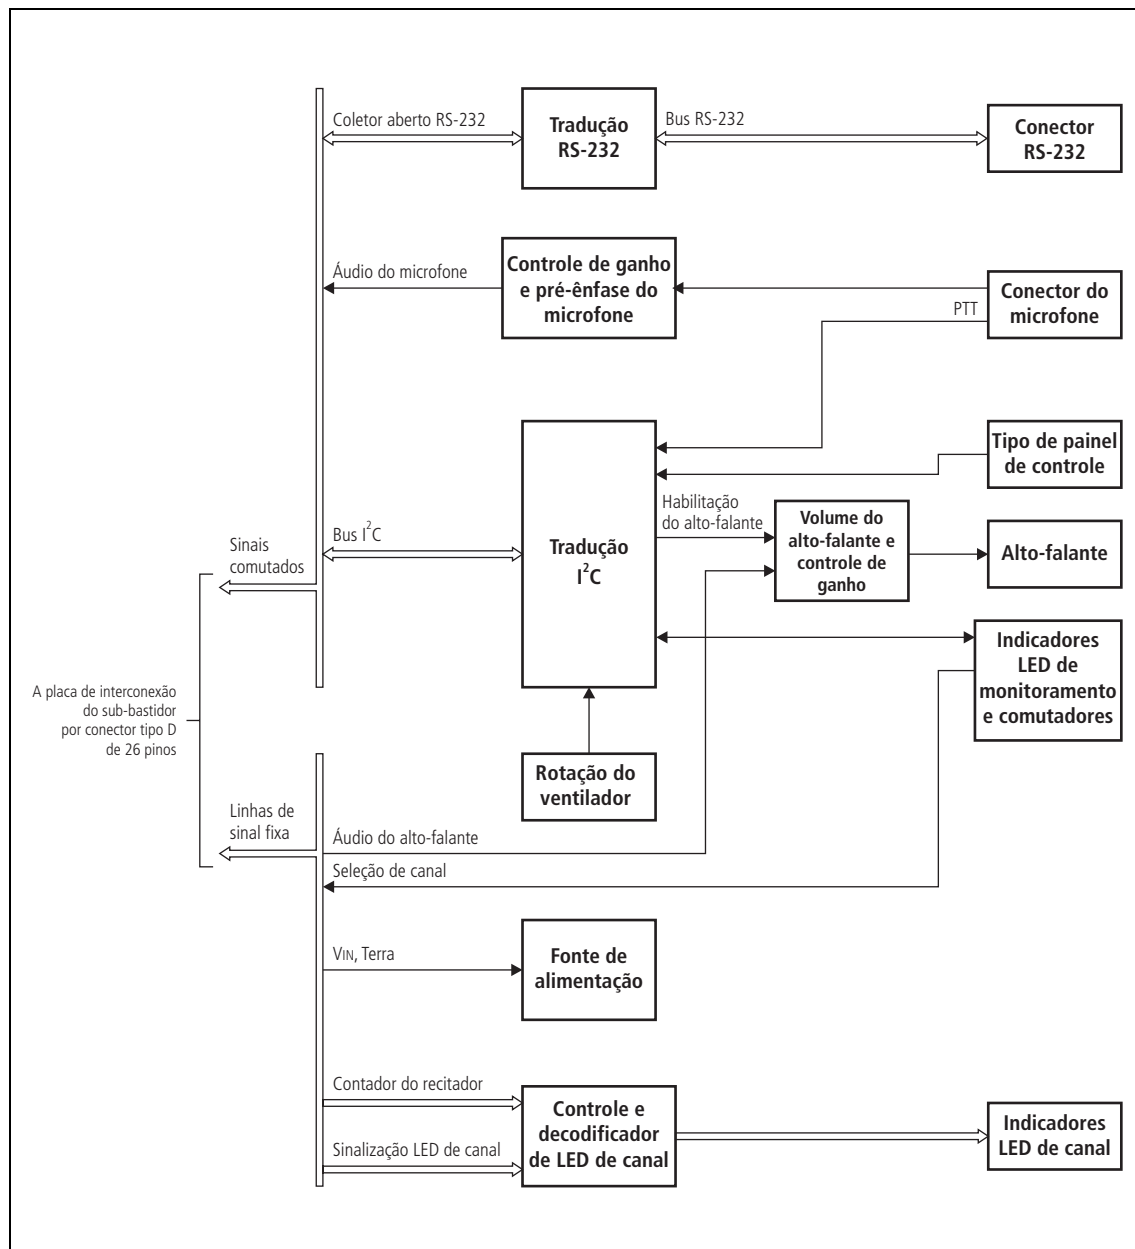 Coletor aberto RS-232
Tradução
RS-232
Bus RS-232
Conector
RS-232
Áudio do microfone
Controle de ganho
e pré-ênfase do
microfone
Conector do
microfone
PTT
Tipo de painel
de controle
Habilitação
do alto-falante
Volume do
alto-falante e
controle de
ganho
Alto-falante
Bus I²C
Tradução
I²C
Sinais
comutados
Indicadores
LED de
monitoramento
e comutadores
A placa de interconexão
do sub-bastidor
por conector tipo D
de 26 pinos
Rotação do
ventilador
Linhas de
sinal fixa
Áudio do alto-falante
Seleção de canal
VIN, Terra
Fonte de
alimentação
Contador do recitador
Sinalização LED de canal
Controle e
decodificador
de LED de canal
Indicadores
LED de canal